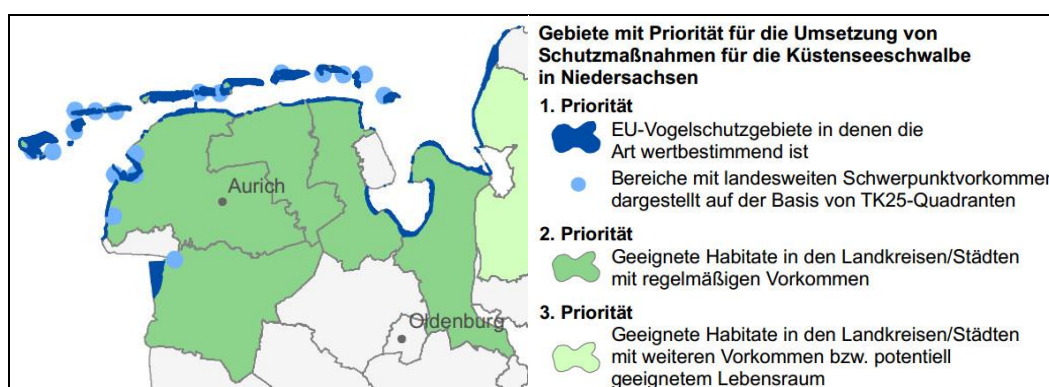 Gebiete mit Priorität für die Umsetzung von
Schutzmaßnahmen für die Küstenseeschwalbe
in Niedersachsen
1. Priorität
EU-Vogelschutzgebiete in denen die
Art wertbestimmend ist
Bereiche mit landesweiten Schwerpunktvorkommen
dargestellt auf der Basis von TK25-Quadranten
2. Priorität
Geeignete Habitate in den Landkreisen/Städten
mit regelmäßigen Vorkommen
3. Priorität
Geeignete Habitate in den Landkreisen/Städten
mit weiteren Vorkommen bzw. potentiell
geeignetem Lebensraum
Aurich
Oldenburg